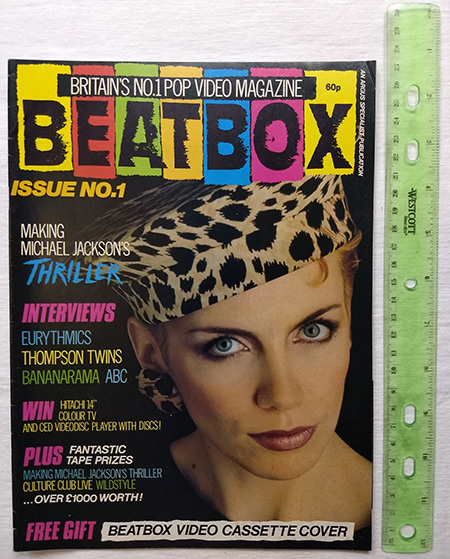 BRITAIN'S NO.1 POP VIDEO MAGAZINE
60p
BEATBOX
AN ARGUS SPECIALIST PUBLICATION
ISSUE NO.1
MAKING
MICHAEL JACKSON'S
THRILLER
INTERVIEWS
EURYTHMICS
THOMPSON TWINS
BANANARAMA ABC
WIN HITACHI 14"
COLOUR TV
AND CED VIDEODISC PLAYER WITH DISCS!
PLUS FANTASTIC
TAPE PRIZES
MAKING MICHAEL JACKSON'S THRILLER
CULTURE CLUB LIVE WILDSTYLE
...OVER £1000 WORTH!
FREE GIFT BEATBOX VIDEO CASSETTE COVER
WESTCOTT